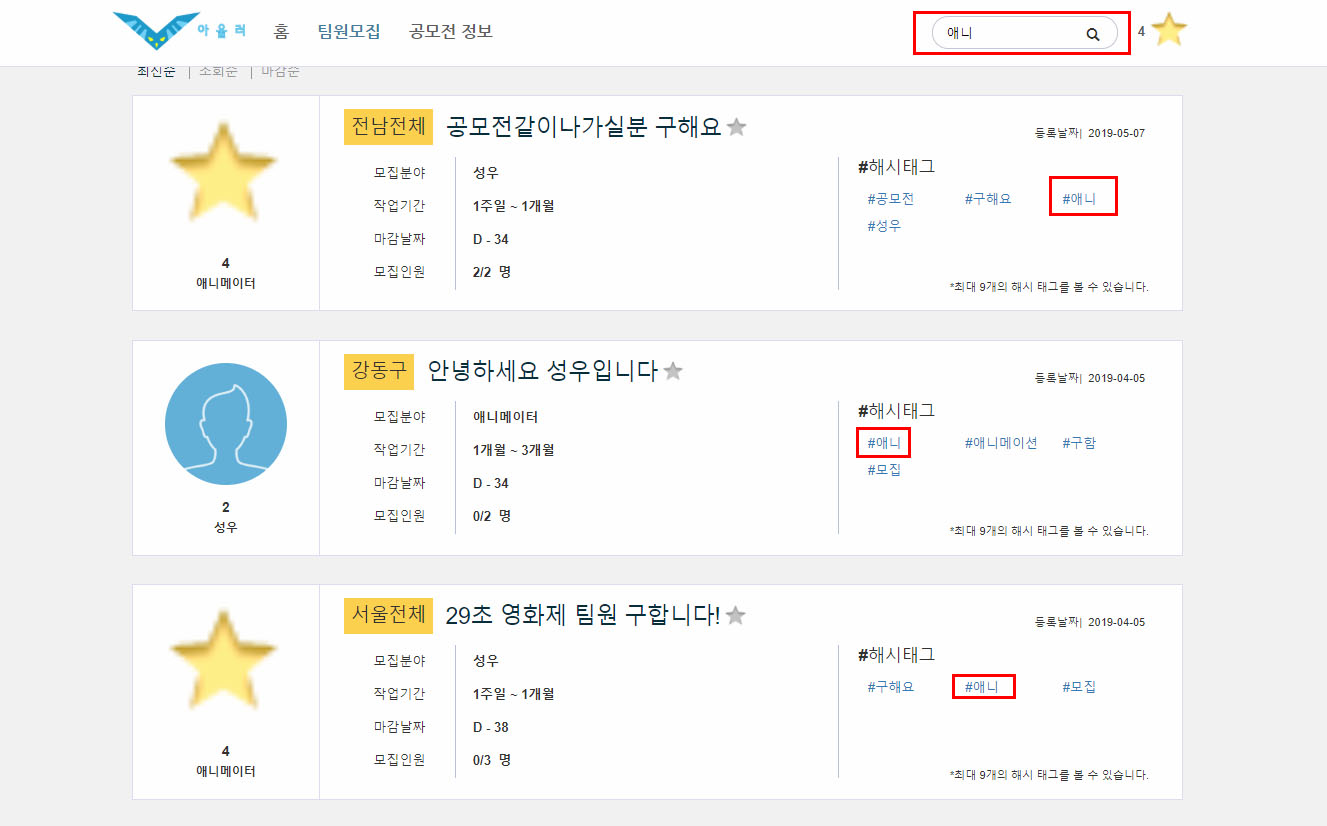 아울러 홈 팀원모집 공모전 정보 애니 4
최신순 | 조회순 | 마감순
전남전체 공모전같이나가실분 구해요
등록날짜| 2019-05-07
모집분야 성우
작업기간 1주일 ~ 1개월
마감날짜 D - 34
모집인원 2/2 명
4
애니메이터
#해시태그
#공모전 #구해요 #애니
#성우
*최대 9개의 해시 태그를 볼 수 있습니다.
강동구 안녕하세요 성우입니다
등록날짜| 2019-04-05
모집분야 애니메이터
작업기간 1개월 ~ 3개월
마감날짜 D - 34
모집인원 0/2 명
2
성우
#해시태그
#애니 #애니메이션 #구함
#모집
*최대 9개의 해시 태그를 볼 수 있습니다.
서울전체 29초 영화제 팀원 구합니다!
등록날짜| 2019-04-05
모집분야 성우
작업기간 1주일 ~ 1개월
마감날짜 D - 38
모집인원 0/3 명
4
애니메이터
#해시태그
#구해요 #애니 #모집
*최대 9개의 해시 태그를 볼 수 있습니다.